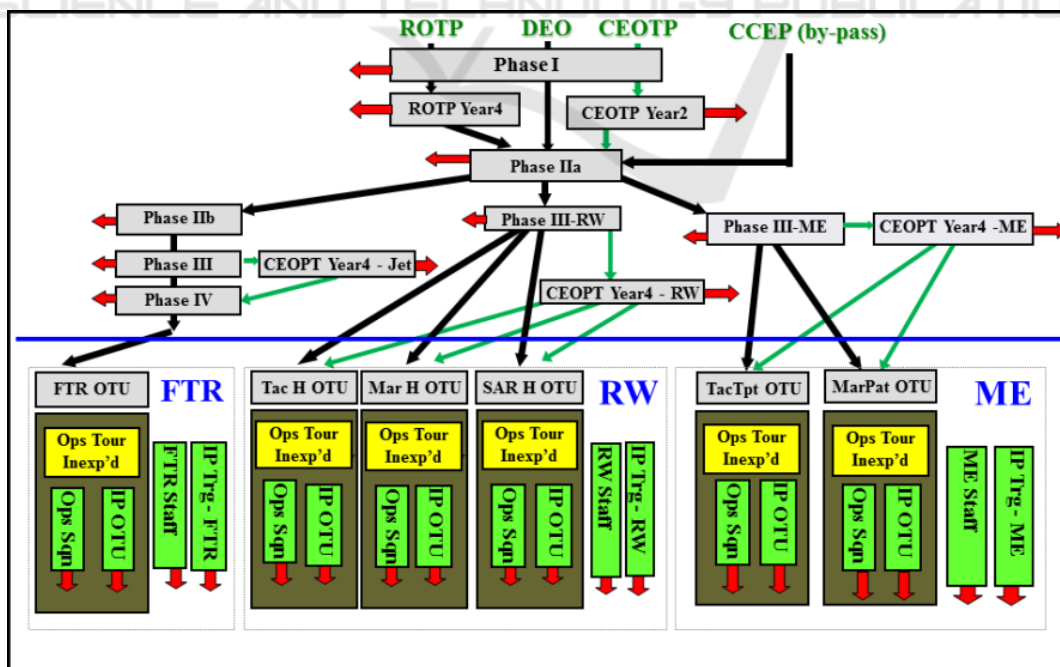 SCIENCE AND TECHNOLOGY PUBLICATIO
ROTP DEO CEOTP CCEP (by-pass)
Phase I
ROTP Year4
CEOTP Year2
Phase IIa
Phase IIb
Phase III-RW
Phase III-ME
CEOPT Year4 -ME
Phase III
CEOPT Year4 - Jet
Phase IV
CEOPT Year4 - RW
FTR OTU
FTR
Ops Tour
Inexp'd
Ops Sqn
IP OTU
FTR Staff
IP Trg - FTR
Tac H OTU
Mar H OTU
SAR H OTU
RW
Ops Tour
Inexp'd
Ops Sqn
IP OTU
Ops Tour
Inexp'd
Ops Sqn
IP OTU
Ops Tour
Inexp'd
Ops Sqn
IP OTU
RW Staff
IP Trg - RW
TacTpt OTU
MarPat OTU
ME
Ops Tour
Inexp'd
Ops Sqn
IP OTU
Ops Tour
Inexp'd
Ops Sqn
IP OTU
ME Staff
IP Trg - ME